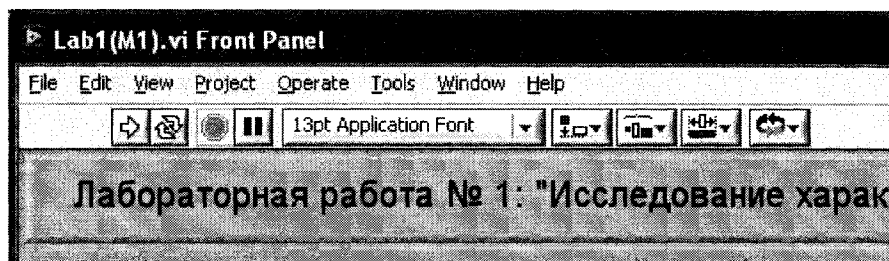 Lab1(M1).vi Front Panel
File Edit View Project Operate Tools Window Help
13pt Application Font
Лабораторная работа № 1: "Исследование харак